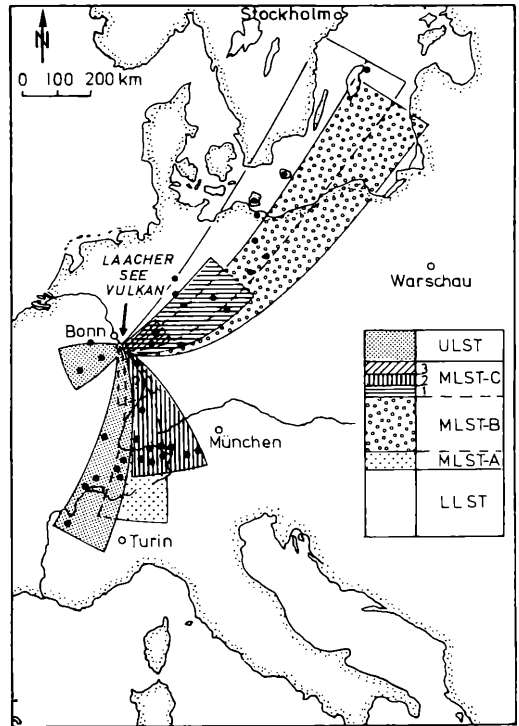 Stockholm
N
0 100 200 km
LAACHER
SEE
VULKAN
Bonn
Warschau
München
Turin
ULST
3
2
1
MLST-C
MLST-B
MLST-A
LLST